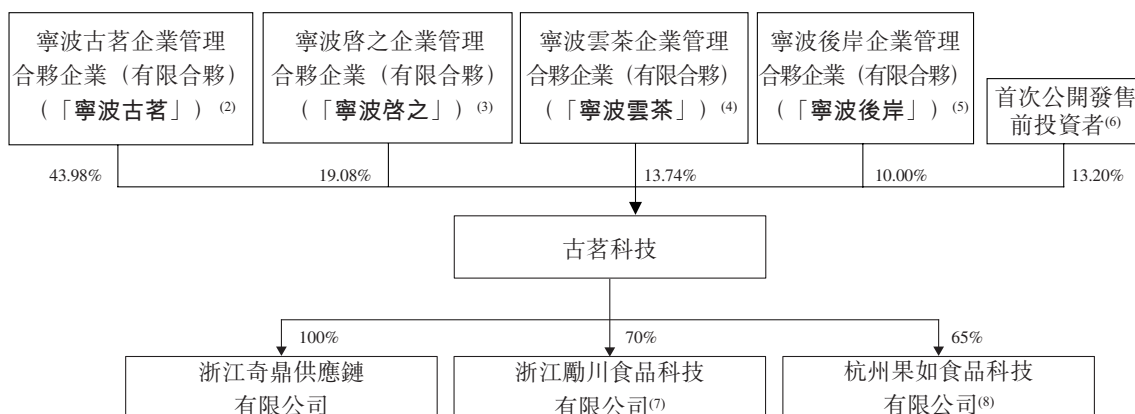 寧波古茗企業管理
合夥企業（有限合夥）
（「寧波古茗」）(2)
寧波啓之企業管理
合夥企業（有限合夥）
（「寧波啓之」）(3)
寧波雲茶企業管理
合夥企業（有限合夥）
（「寧波雲茶」）(4)
寧波後岸企業管理
合夥企業（有限合夥）
（「寧波後岸」）(5)
首次公開發售
前投資者(6)
43.98%
19.08%
13.74%
10.00%
13.20%
古茗科技
100%
70%
65%
浙江奇鼎供應鏈
有限公司
浙江勵川食品科技
有限公司(7)
杭州果如食品科技
有限公司(8)